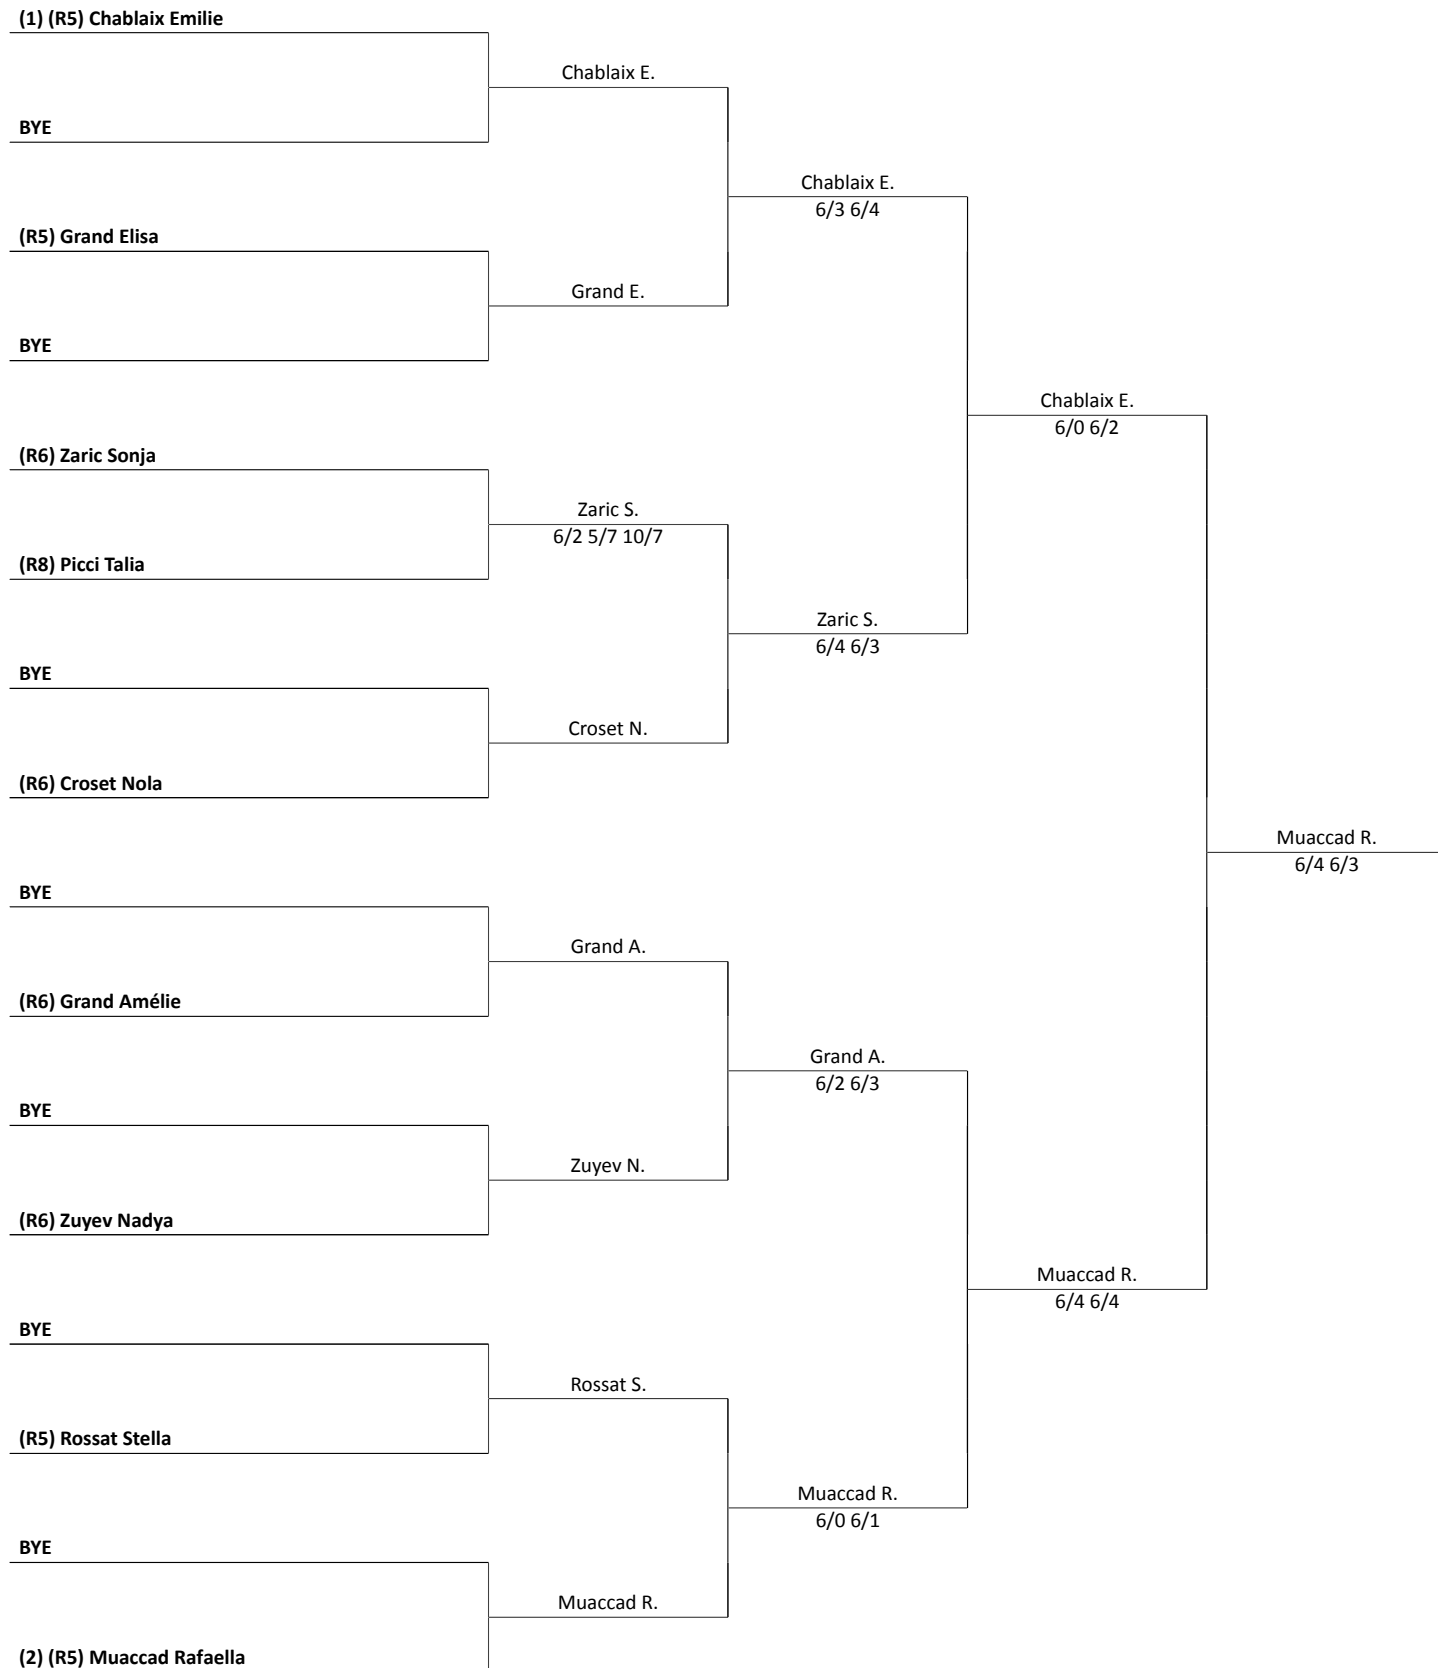 (1) (R5) Chablaix Emilie
Chablaix E.
BYE
Chablaix E.
6/3 6/4
(R5) Grand Elisa
Grand E.
BYE
Chablaix E.
6/0 6/2
(R6) Zaric Sonja
Zaric S.
6/2 5/7 10/7
(R8) Picci Talia
Zaric S.
6/4 6/3
BYE
Croset N.
(R6) Croset Nola
Muaccad R.
6/4 6/3
BYE
Grand A.
(R6) Grand Amélie
Grand A.
6/2 6/3
BYE
Zuyev N.
(R6) Zuyev Nadya
Muaccad R.
6/4 6/4
BYE
Rossat S.
(R5) Rossat Stella
Muaccad R.
6/0 6/1
BYE
Muaccad R.
(2) (R5) Muaccad Rafaella